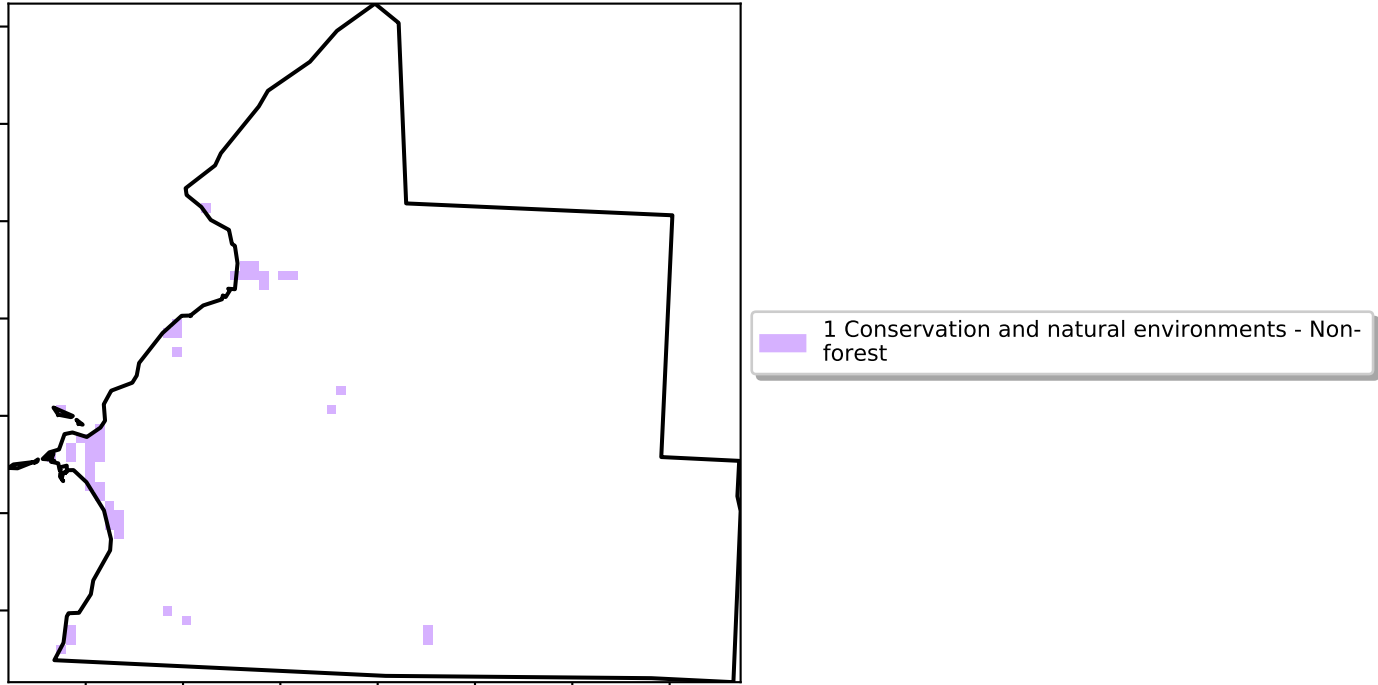 1 Conservation and natural environments - Non-
forest